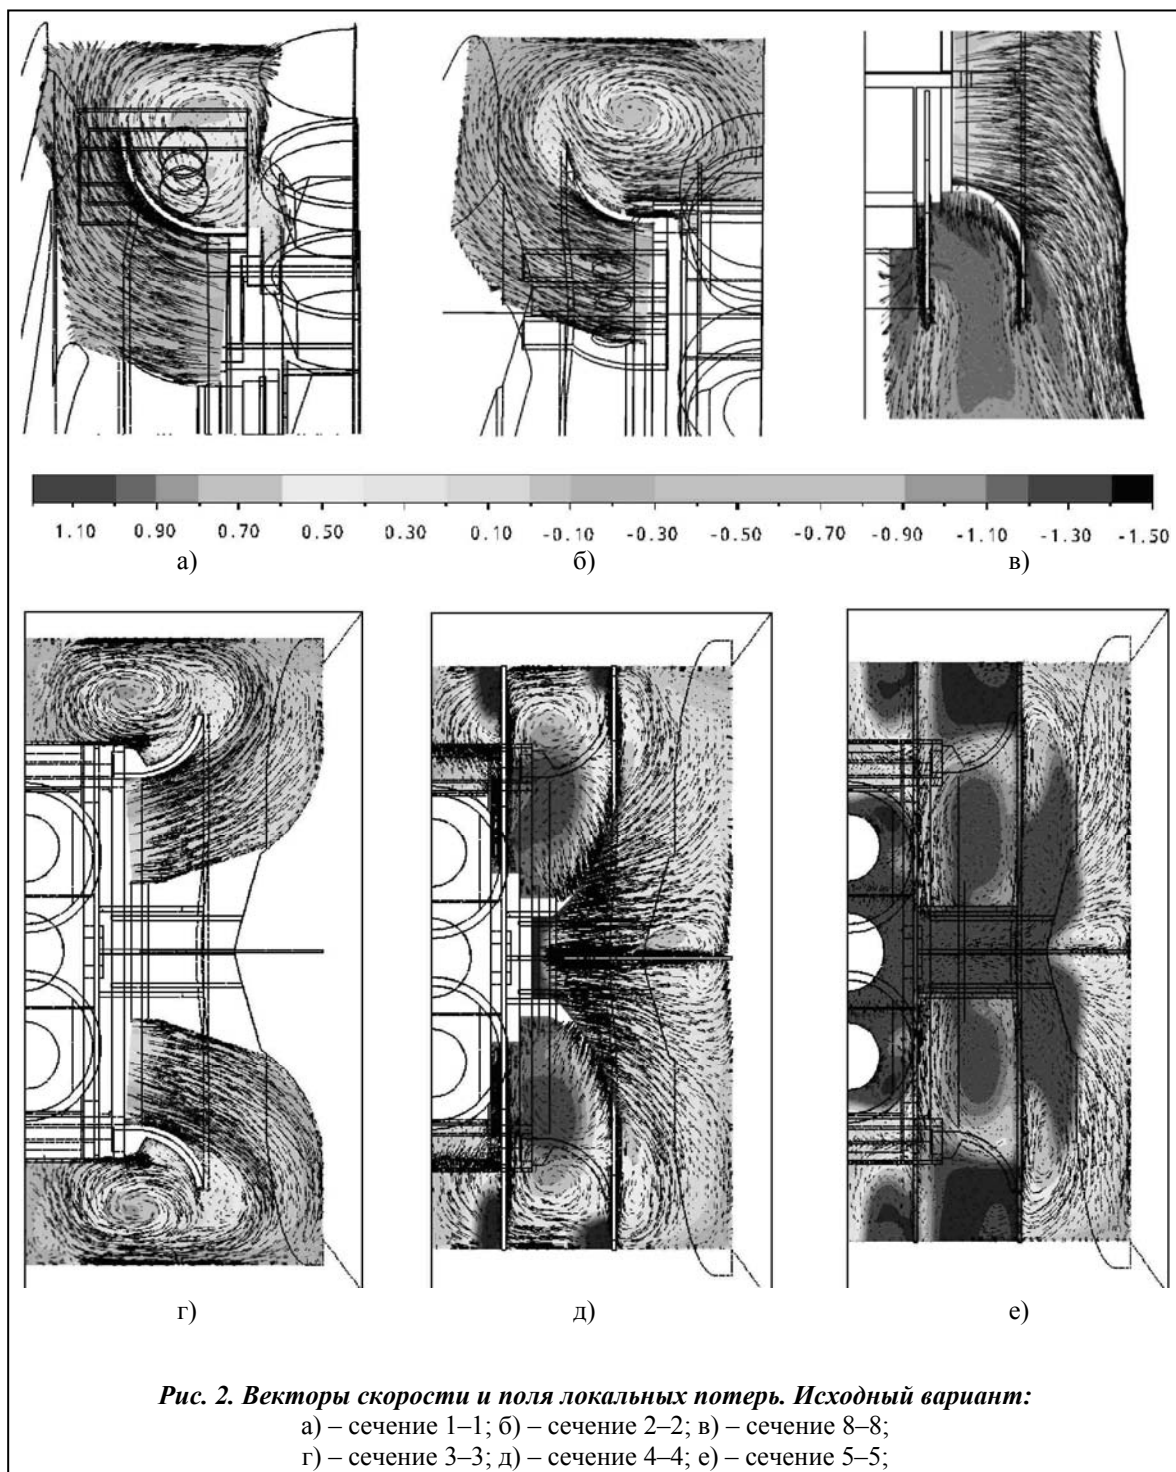 1.10 0.90 0.70 0.50 0.30 0.10 -0.10 -0.30 -0.50 -0.70 -0.90 -1.10 -1.30 -1.50
а) б) в)
г) д) е)
Рис. 2. Векторы скорости и поля локальных потерь. Исходный вариант:
а) – сечение 1–1; б) – сечение 2–2; в) – сечение 8–8;
г) – сечение 3–3; д) – сечение 4–4; е) – сечение 5–5;